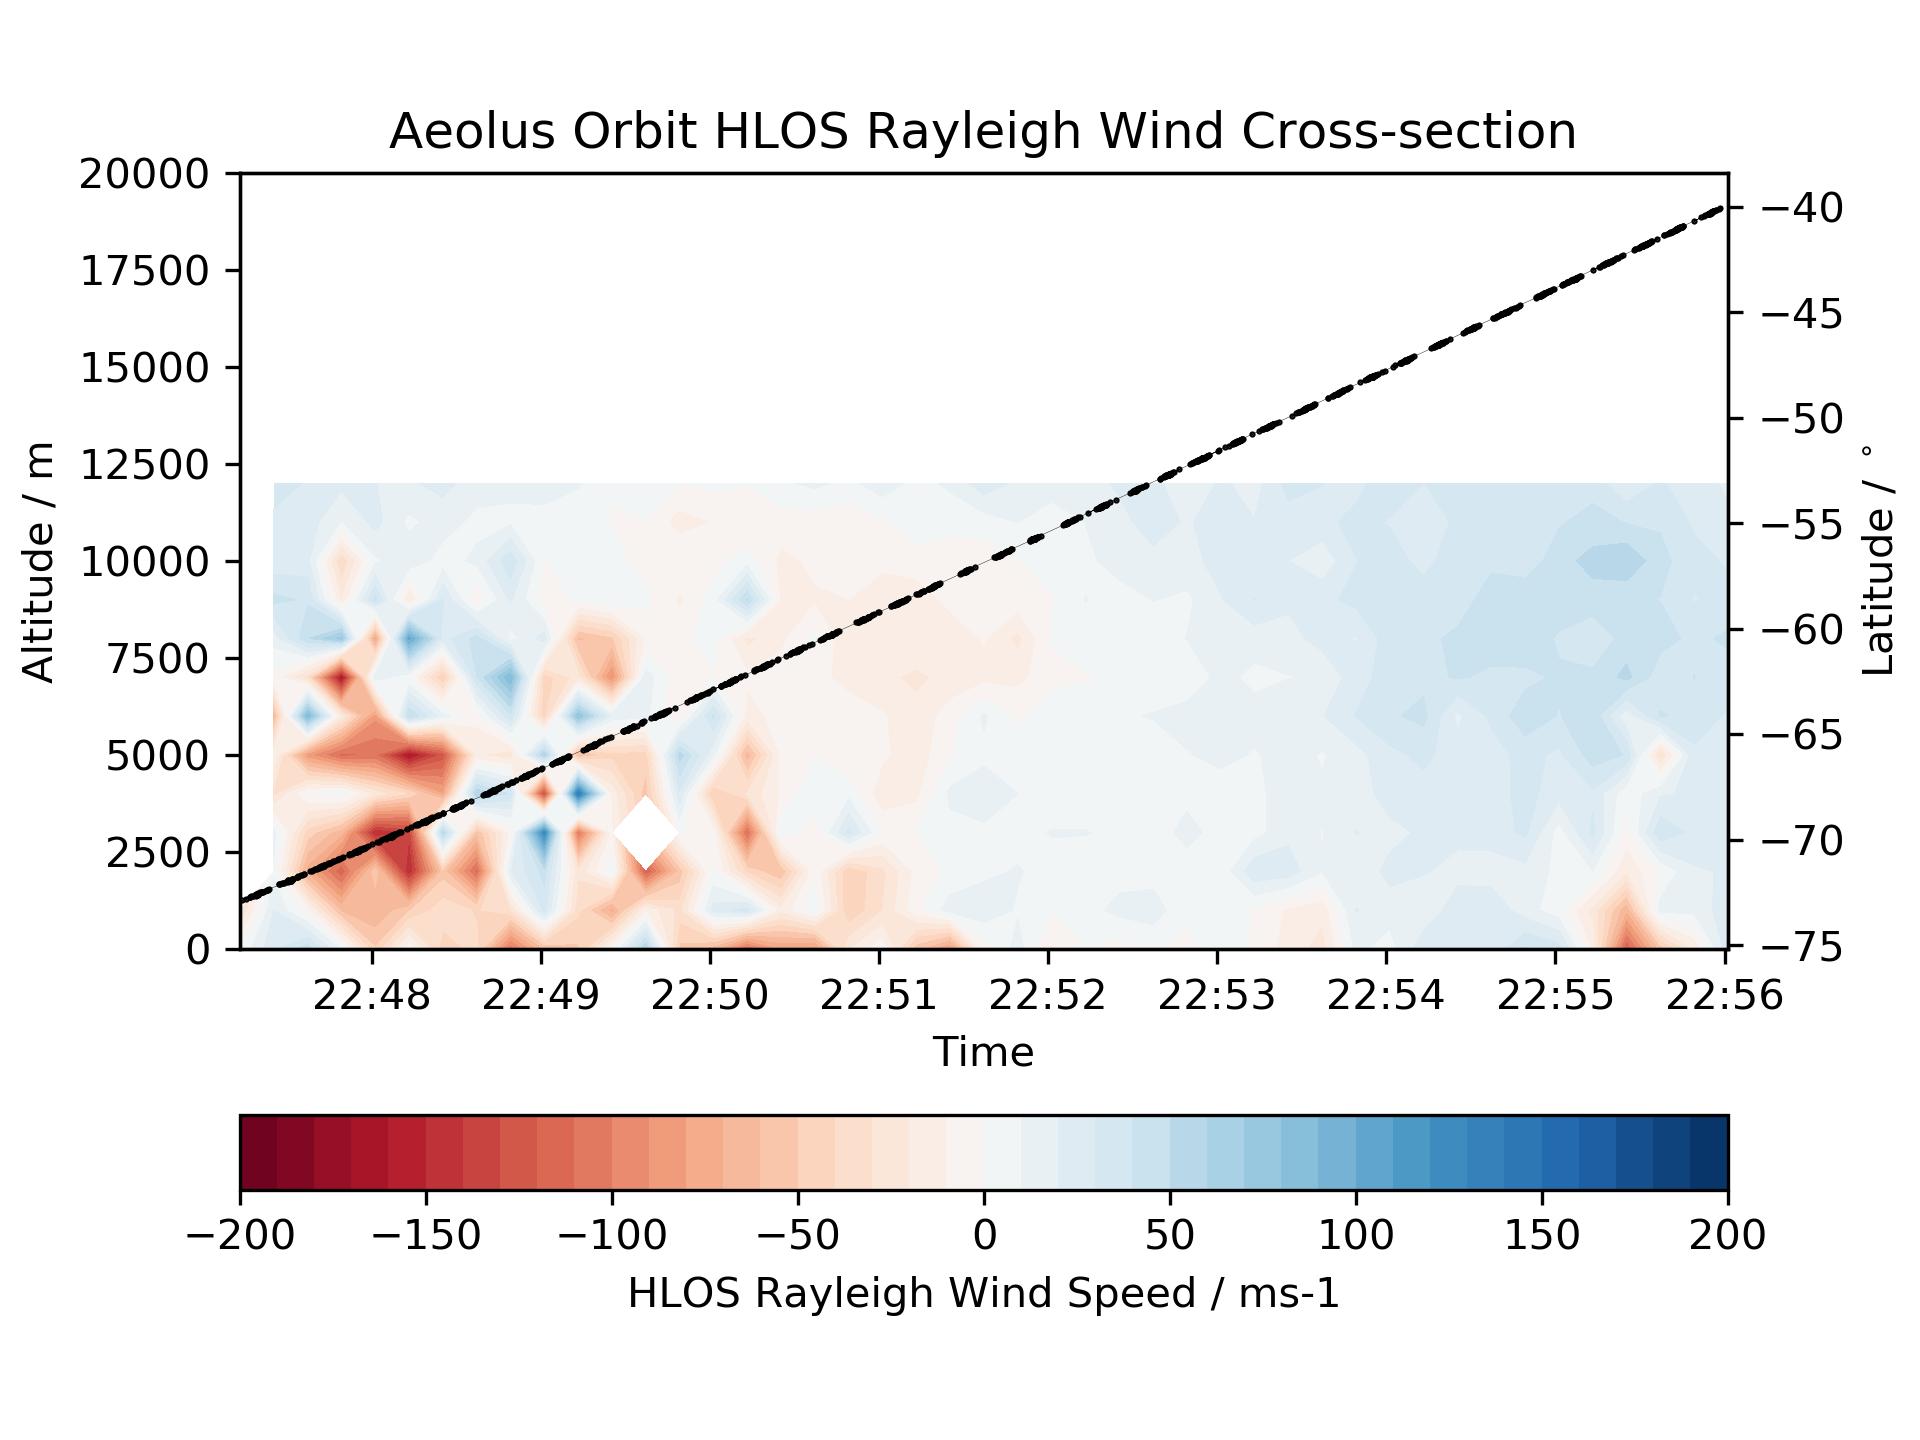 Aeolus Orbit HLOS Rayleigh Wind Cross-section
20000
17500
15000
12500
10000
7500
5000
2500
0
Altitude / m
−40
−45
−50
−55
−60
−65
−70
−75
Latitude / °
22:48 22:49 22:50 22:51 22:52 22:53 22:54 22:55 22:56
Time
−200 −150 −100 −50 0 50 100 150 200
HLOS Rayleigh Wind Speed / ms-1